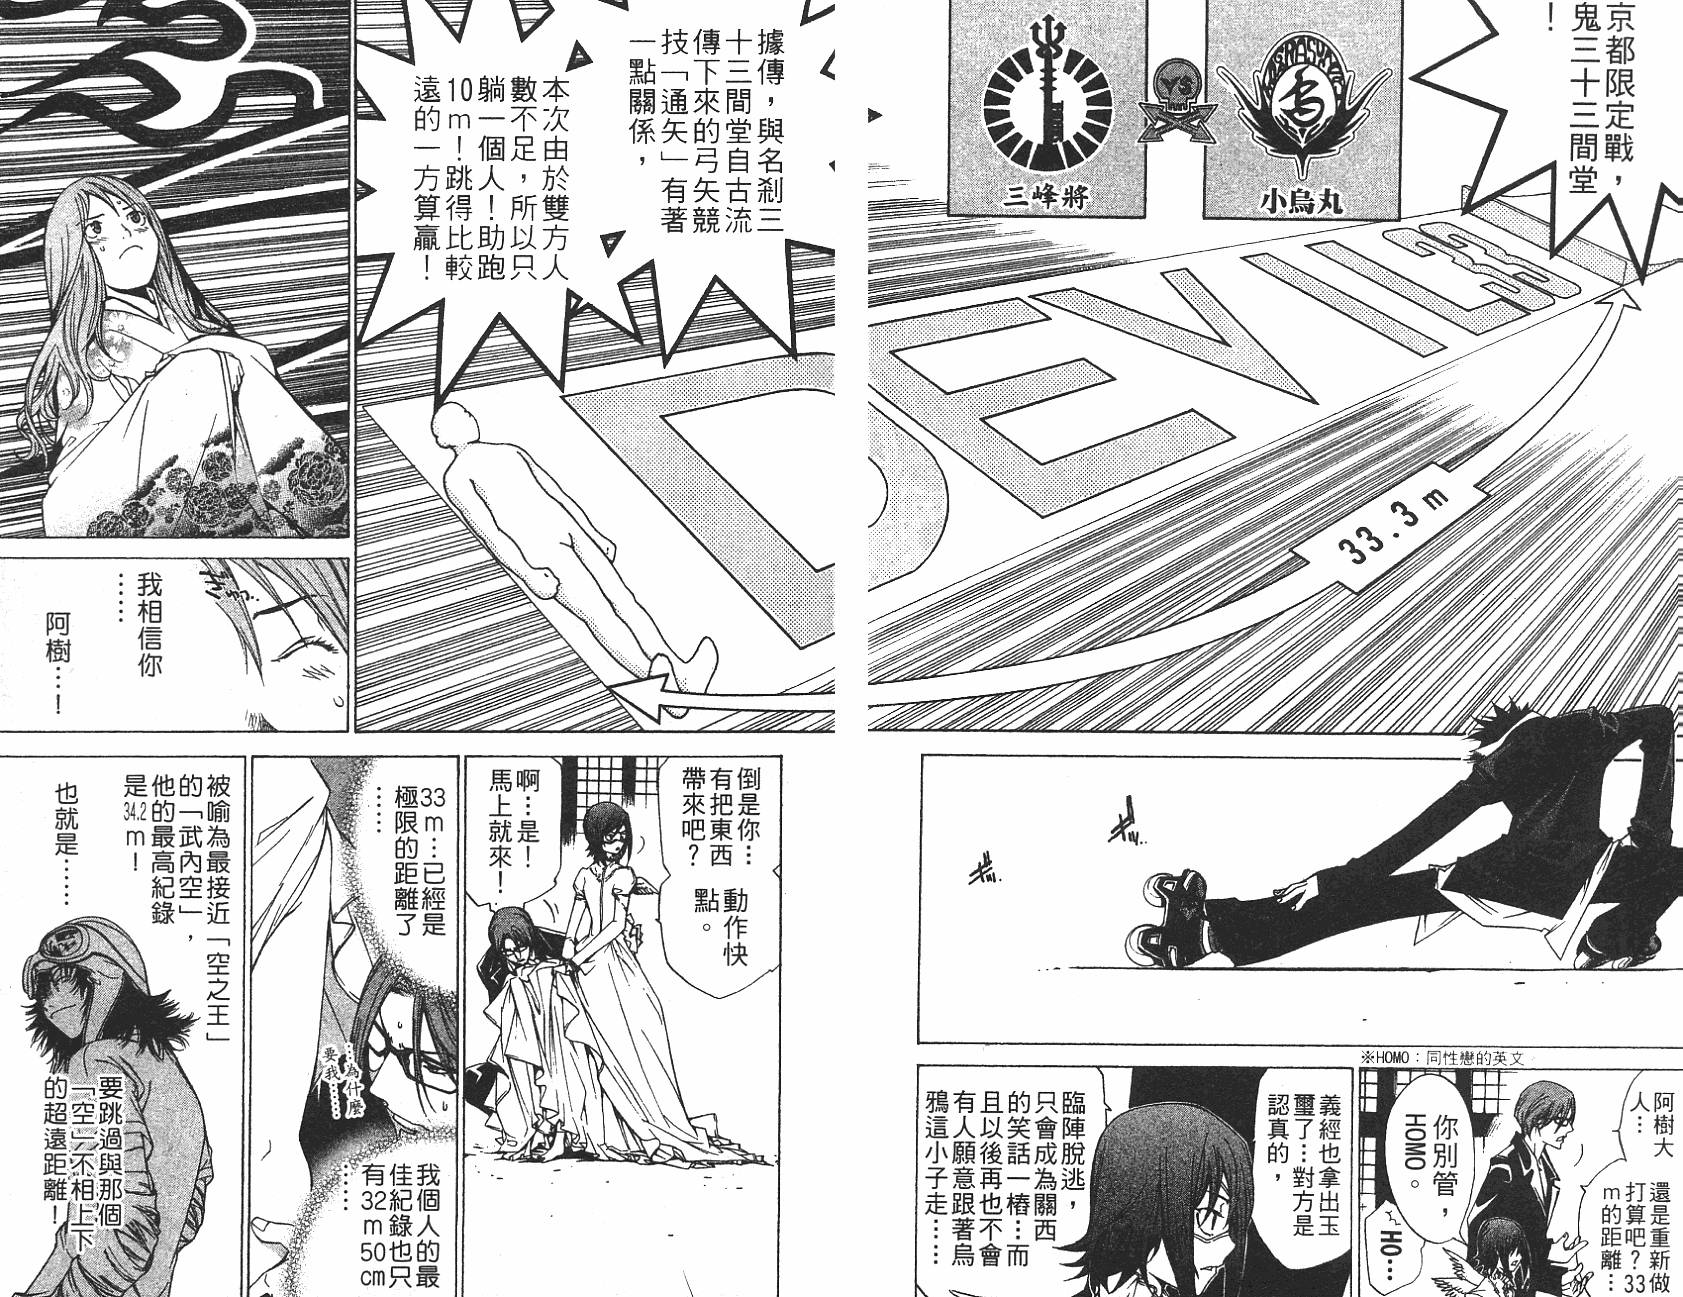 京都限定戰，
鬼三十三間堂
！
小烏丸
三峰將
YS
DEVIL33
33.3m
據傳，與名剎三
十三間堂自古流
傳下來的弓矢競
技「通矢」有著
一點關係，
本次由於雙方人
數不足，所以只
躺一個人！助跑
10m！跳得比較
遠的一方算贏！
我相信你
……
阿樹…！
※HOMO：同性戀的英文
阿樹大
人…
還是重新做
打算吧？33
m的距離…
你別管，
HOMO。
HO…
義經也拿出玉
璽了…對方是
認真的，
臨陣脫逃，
只會成為關西
的笑話一樁…而
且以後再也不會
有人願意跟著烏
鴉這小子走……
倒是你…
有把東西
帶來吧？
動作快
點。
啊…是！
馬上就來！
33m…已經是
極限的距離了
……
……為什麼
要我……
我個人的最
佳紀錄也只
有32m50cm
…
被喻為最接近「空之王」
的「武內空」，
他的最高紀錄
是34.2m！
也就是……
要跳過與那個
「空」不相上下
的超遠距離！